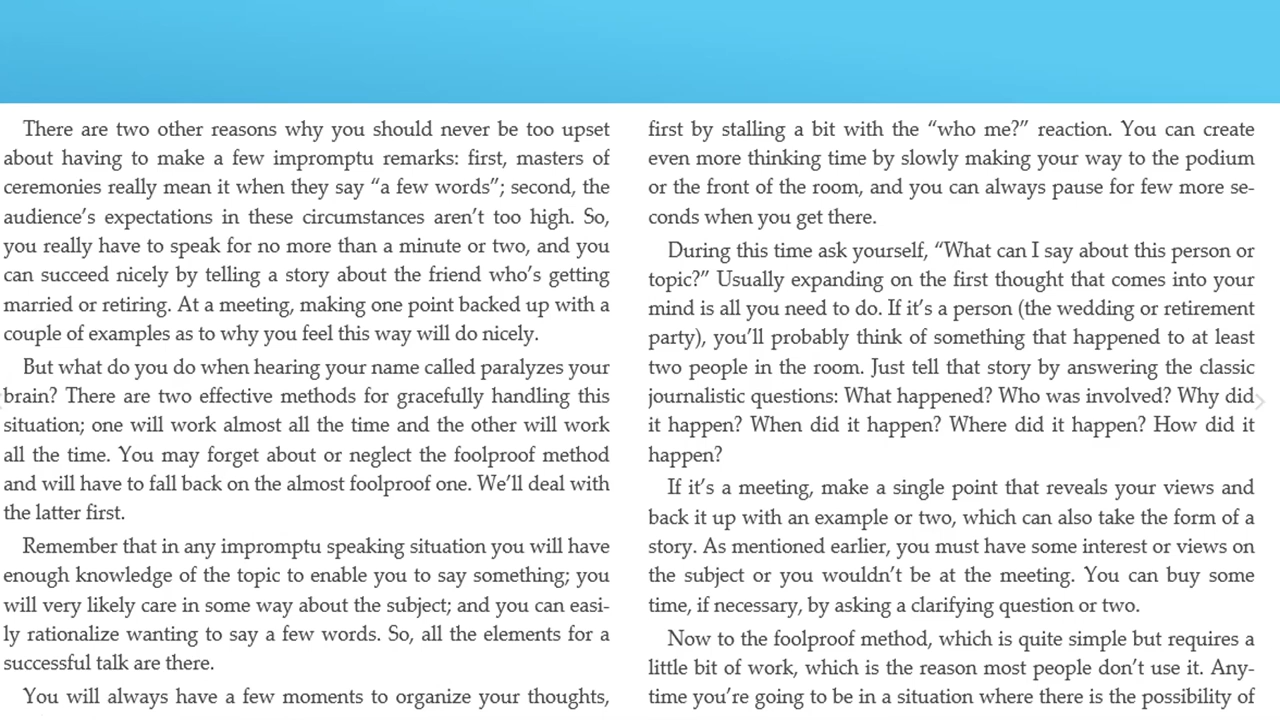 There are two other reasons why you should never be too upset
about having to make a few impromptu remarks: first, masters of
ceremonies really mean it when they say “a few words”; second, the
audience’s expectations in these circumstances aren’t too high. So,
you really have to speak for no more than a minute or two, and you
can succeed nicely by telling a story about the friend who’s getting
married or retiring. At a meeting, making one point backed up with a
couple of examples as to why you feel this way will do nicely.
But what do you do when hearing your name called paralyzes your
brain? There are two effective methods for gracefully handling this
situation; one will work almost all the time and the other will work
all the time. You may forget about or neglect the foolproof method
and will have to fall back on the almost foolproof one. We’ll deal with
the latter first.
Remember that in any impromptu speaking situation you will have
enough knowledge of the topic to enable you to say something; you
will very likely care in some way about the subject; and you can easi-
ly rationalize wanting to say a few words. So, all the elements for a
successful talk are there.
You will always have a few moments to organize your thoughts,
first by stalling a bit with the “who me?” reaction. You can create
even more thinking time by slowly making your way to the podium
or the front of the room, and you can always pause for few more se-
conds when you get there.
During this time ask yourself, “What can I say about this person or
topic?” Usually expanding on the first thought that comes into your
mind is all you need to do. If it’s a person (the wedding or retirement
party), you’ll probably think of something that happened to at least
two people in the room. Just tell that story by answering the classic
journalistic questions: What happened? Who was involved? Why did
it happen? When did it happen? Where did it happen? How did it
happen?
If it’s a meeting, make a single point that reveals your views and
back it up with an example or two, which can also take the form of a
story. As mentioned earlier, you must have some interest or views on
the subject or you wouldn’t be at the meeting. You can buy some
time, if necessary, by asking a clarifying question or two.
Now to the foolproof method, which is quite simple but requires a
little bit of work, which is the reason most people don’t use it. Any-
time you’re going to be in a situation where there is the possibility of